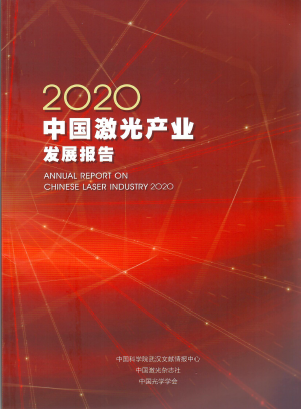 2020
中国激光产业
发展报告
ANNUAL REPORT ON
CHINESE LASER INDUSTRY 2020
中国科学院武汉文献情报中心
中国激光杂志社
中国光学学会